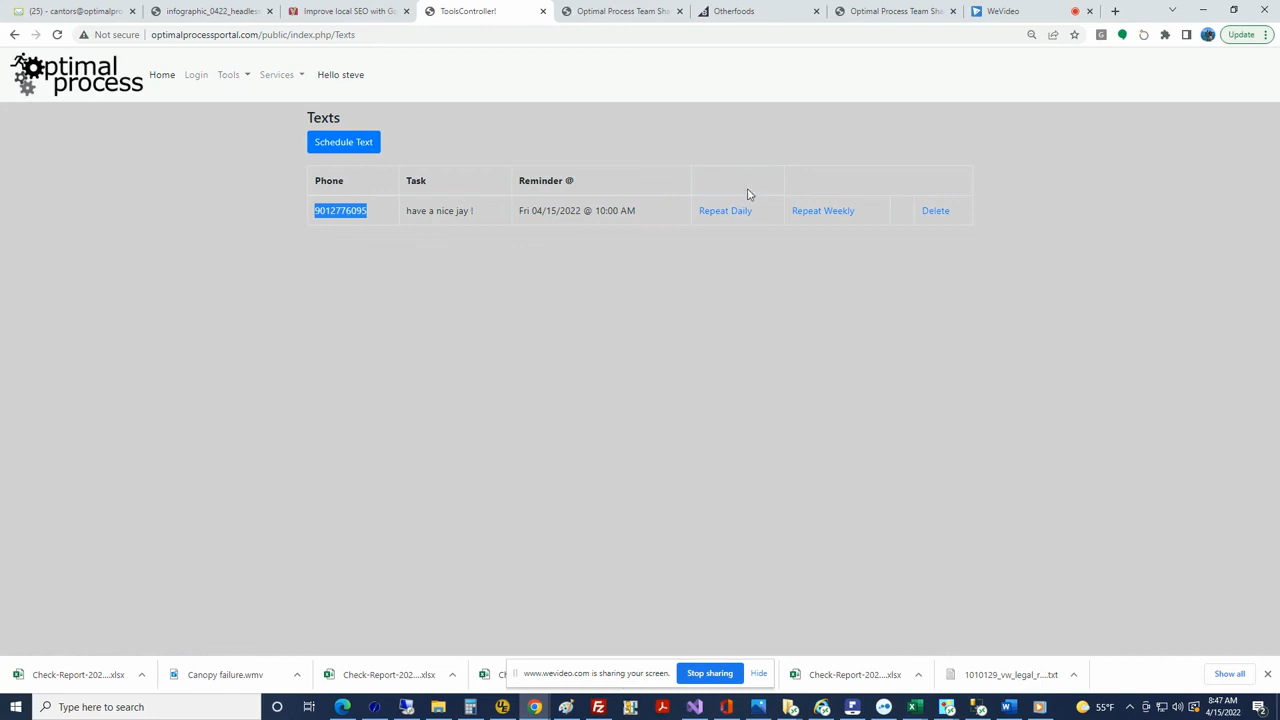 (25) - cantors@optimalpro
infographic_0422_headless
Improve local SEO with Go
ToolsController!
Optimal Process Team Sha
Otherfoods
Optimal Process Team Sha
WeVideo
Not secure
optimalprocessportal.com/public/index.php/Texts
Update
optimal process
Home
Login
Tools
Services
Hello steve
Texts
Schedule Text
Phone
Task
Reminder @
9012776095
have a nice jay !
Fri 04/15/2022 @ 10:00 AM
Repeat Daily
Repeat Weekly
Delete
Check-Report-202....xlsx
Canopy failure.wmv
Check-Report-202....xlsx
www.wevideo.com is sharing your screen.
Stop sharing
Hide
Check-Report-202....xlsx
1010129_vw_legal_r....txt
Show all
Type here to search
55°F
8:47 AM
4/15/2022